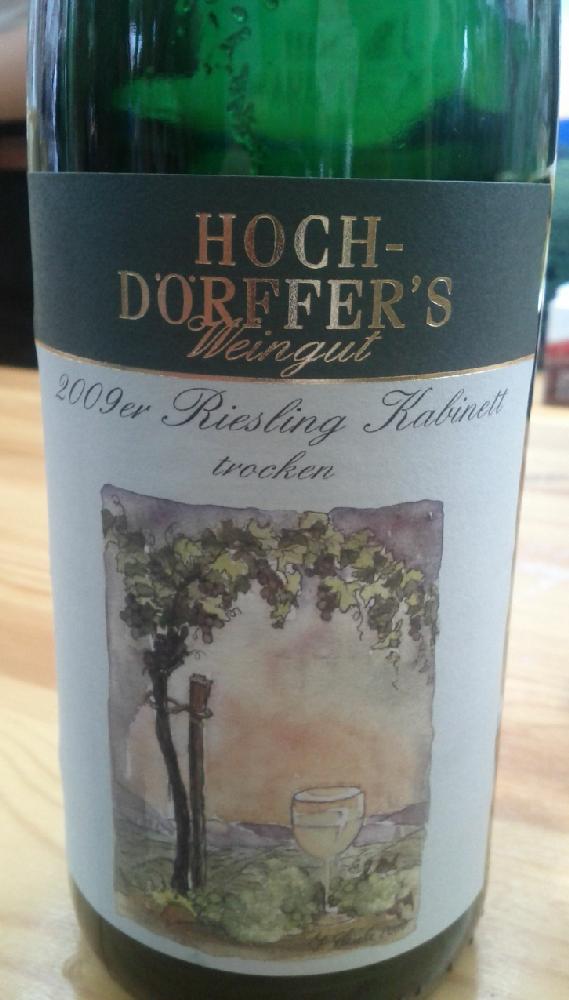 HOCH-
DÖRFFER'S
Weingut
2009er Riesling Kabinett
trocken